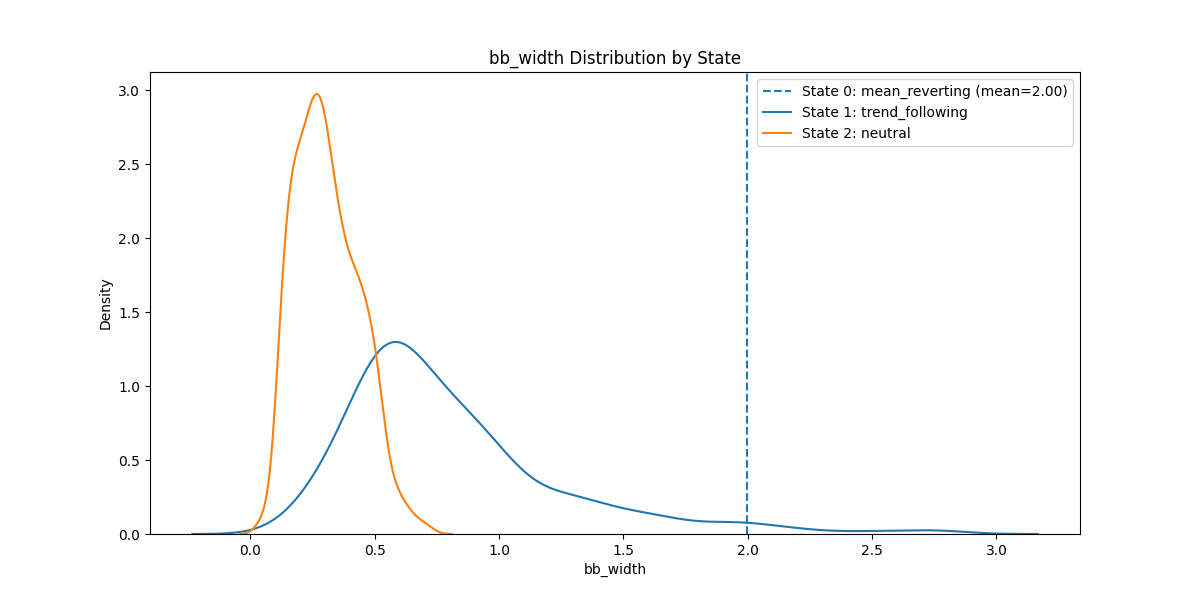 bb_width Distribution by State
State 0: mean_reverting (mean=2.00)
State 1: trend_following
State 2: neutral
Density
3.0
2.5
2.0
1.5
1.0
0.5
0.0
0.0 0.5 1.0 1.5 2.0 2.5 3.0
bb_width